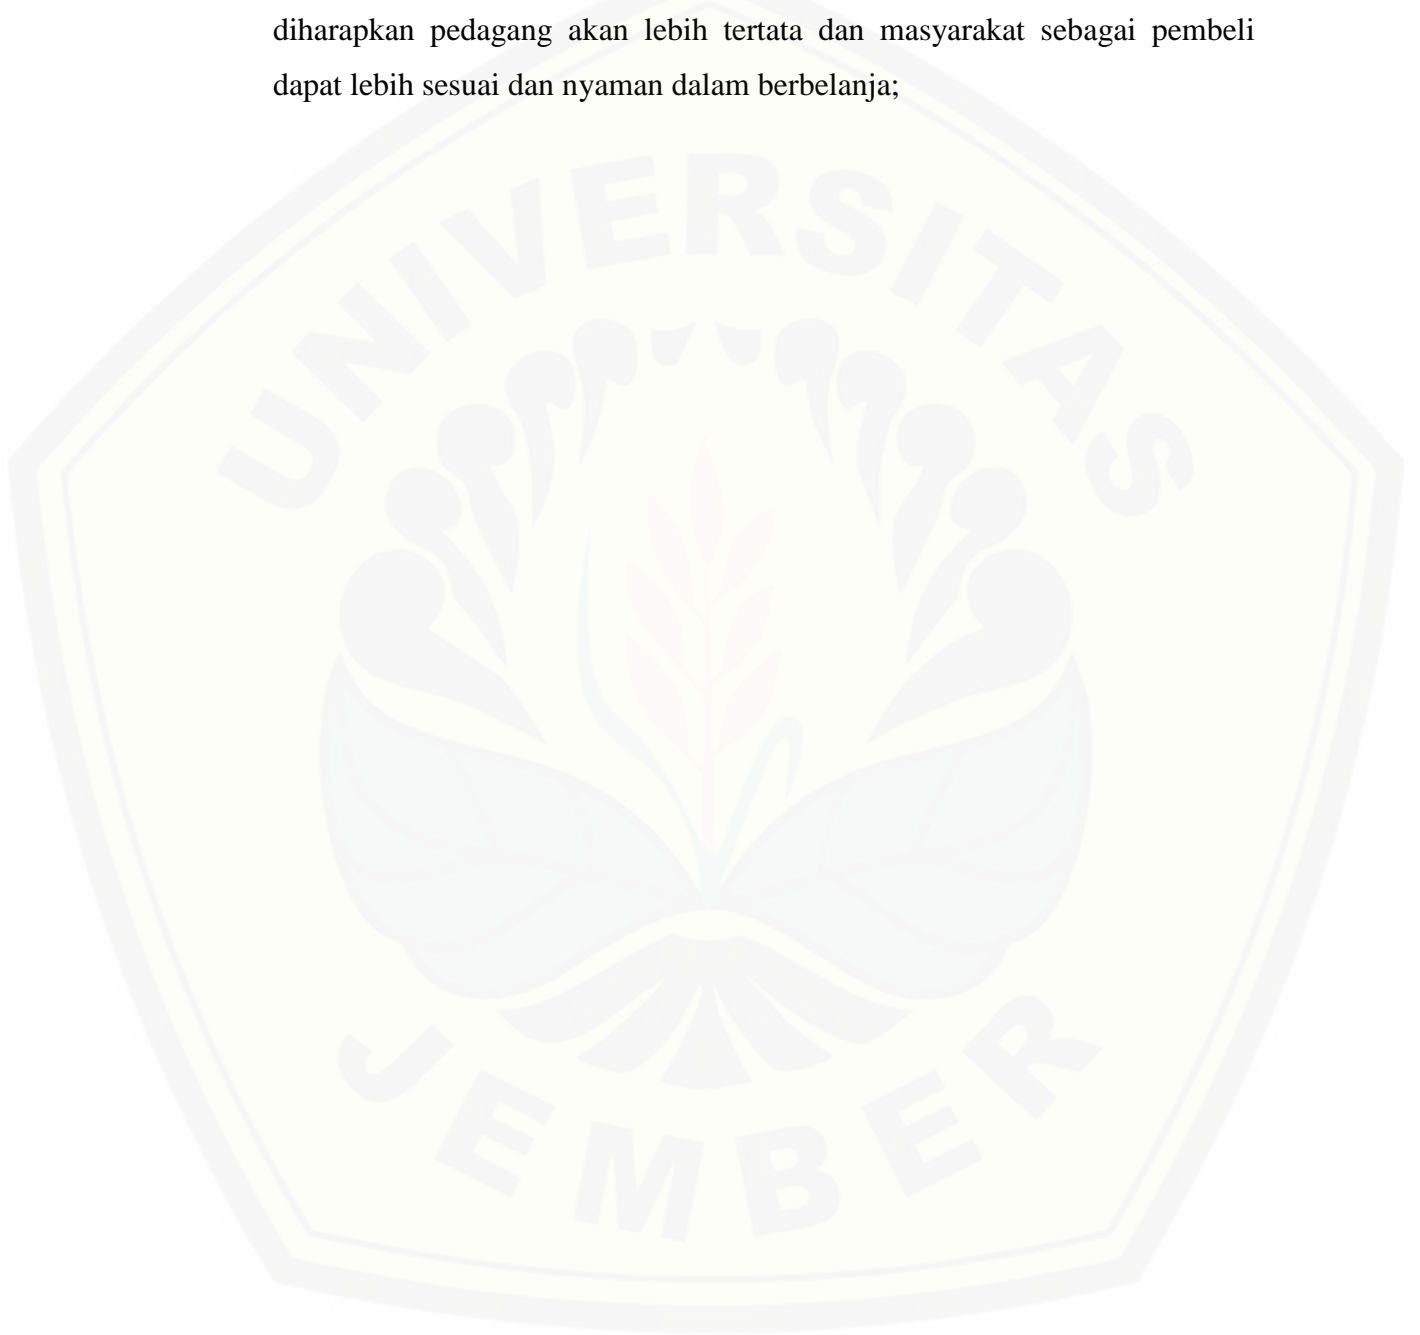 diharapkan pedagang akan lebih tertata dan masyarakat sebagai pembeli
dapat lebih sesuai dan nyaman dalam berbelanja;
UNIVERSITAS
JEMBER